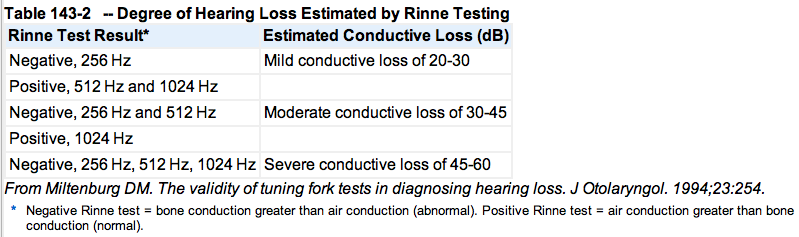 Table 143-2 -- Degree of Hearing Loss Estimated by Rinne Testing
Rinne Test Result* Estimated Conductive Loss (dB)
Negative, 256 Hz Mild conductive loss of 20-30
Positive, 512 Hz and 1024 Hz
Negative, 256 Hz and 512 Hz Moderate conductive loss of 30-45
Positive, 1024 Hz
Negative, 256 Hz, 512 Hz, 1024 Hz Severe conductive loss of 45-60
From Miltenburg DM. The validity of tuning fork tests in diagnosing hearing loss. J Otolaryngol. 1994;23:254.
* Negative Rinne test = bone conduction greater than air conduction (abnormal). Positive Rinne test = air conduction greater than bone
conduction (normal).